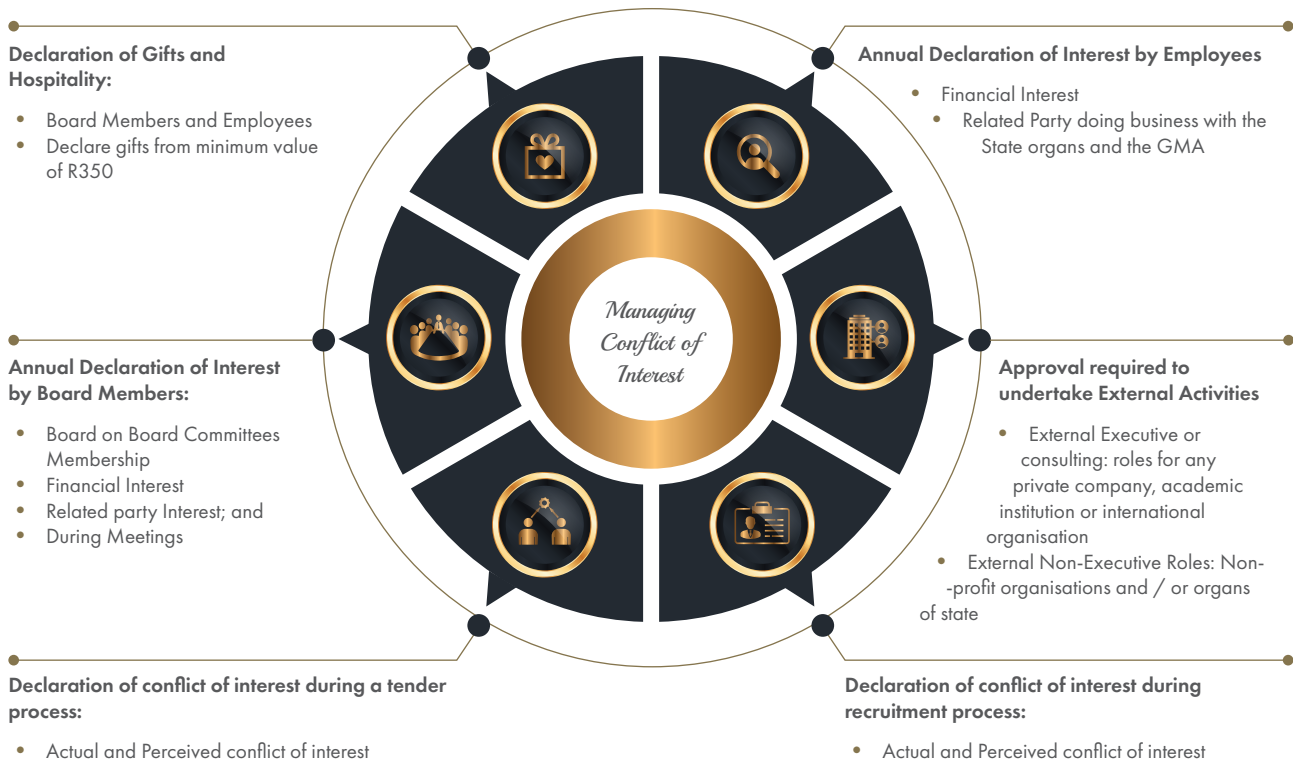 Declaration of Gifts and
Hospitality:
• Board Members and Employees
• Declare gifts from minimum value
of R350
Annual Declaration of Interest by Employees
• Financial Interest
• Related Party doing business with the
State organs and the GMA
Managing
Conflict of
Interest
Annual Declaration of Interest
by Board Members:
• Board on Board Committees
Membership
• Financial Interest
• Related party Interest; and
• During Meetings
Approval required to
undertake External Activities
• External Executive or
consulting: roles for any
private company, academic
institution or international
organisation
• External Non-Executive Roles: Non-
-profit organisations and / or organs
of state
Declaration of conflict of interest during a tender
process:
• Actual and Perceived conflict of interest
Declaration of conflict of interest during
recruitment process:
• Actual and Perceived conflict of interest